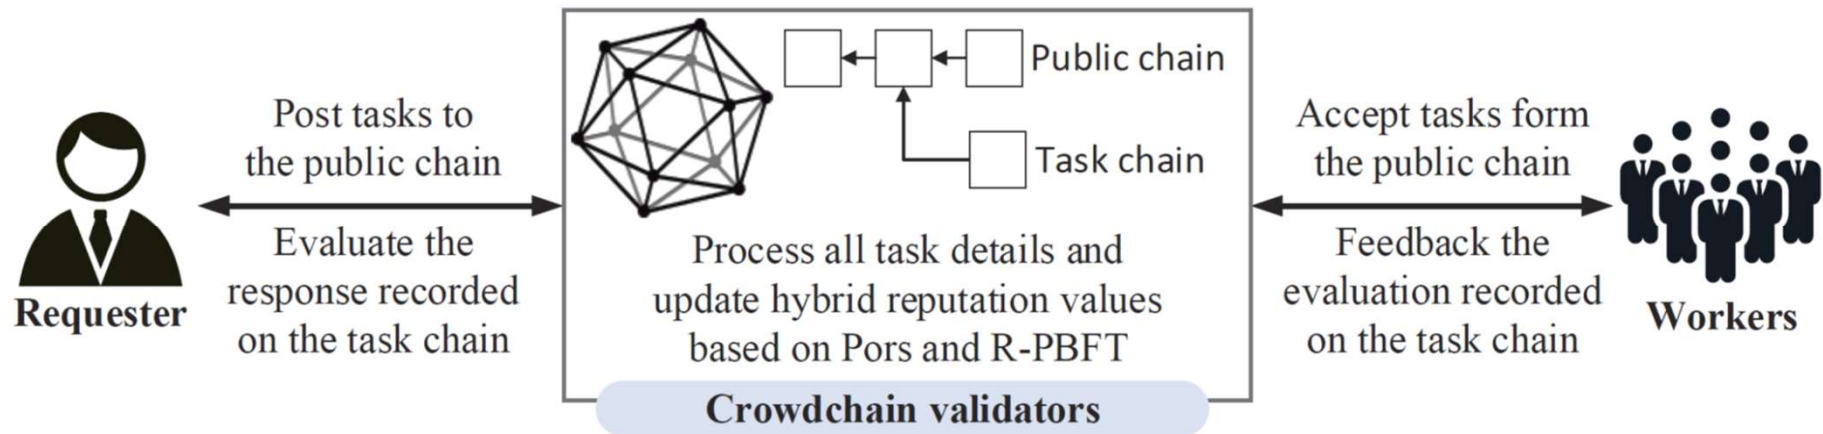 Post tasks to
the public chain
Evaluate the
response recorded
on the task chain
Requester
Public chain
Task chain
Process all task details and
update hybrid reputation values
based on Pors and R-PBFT
Crowdchain validators
Accept tasks form
the public chain
Feedback the
evaluation recorded
on the task chain
Workers